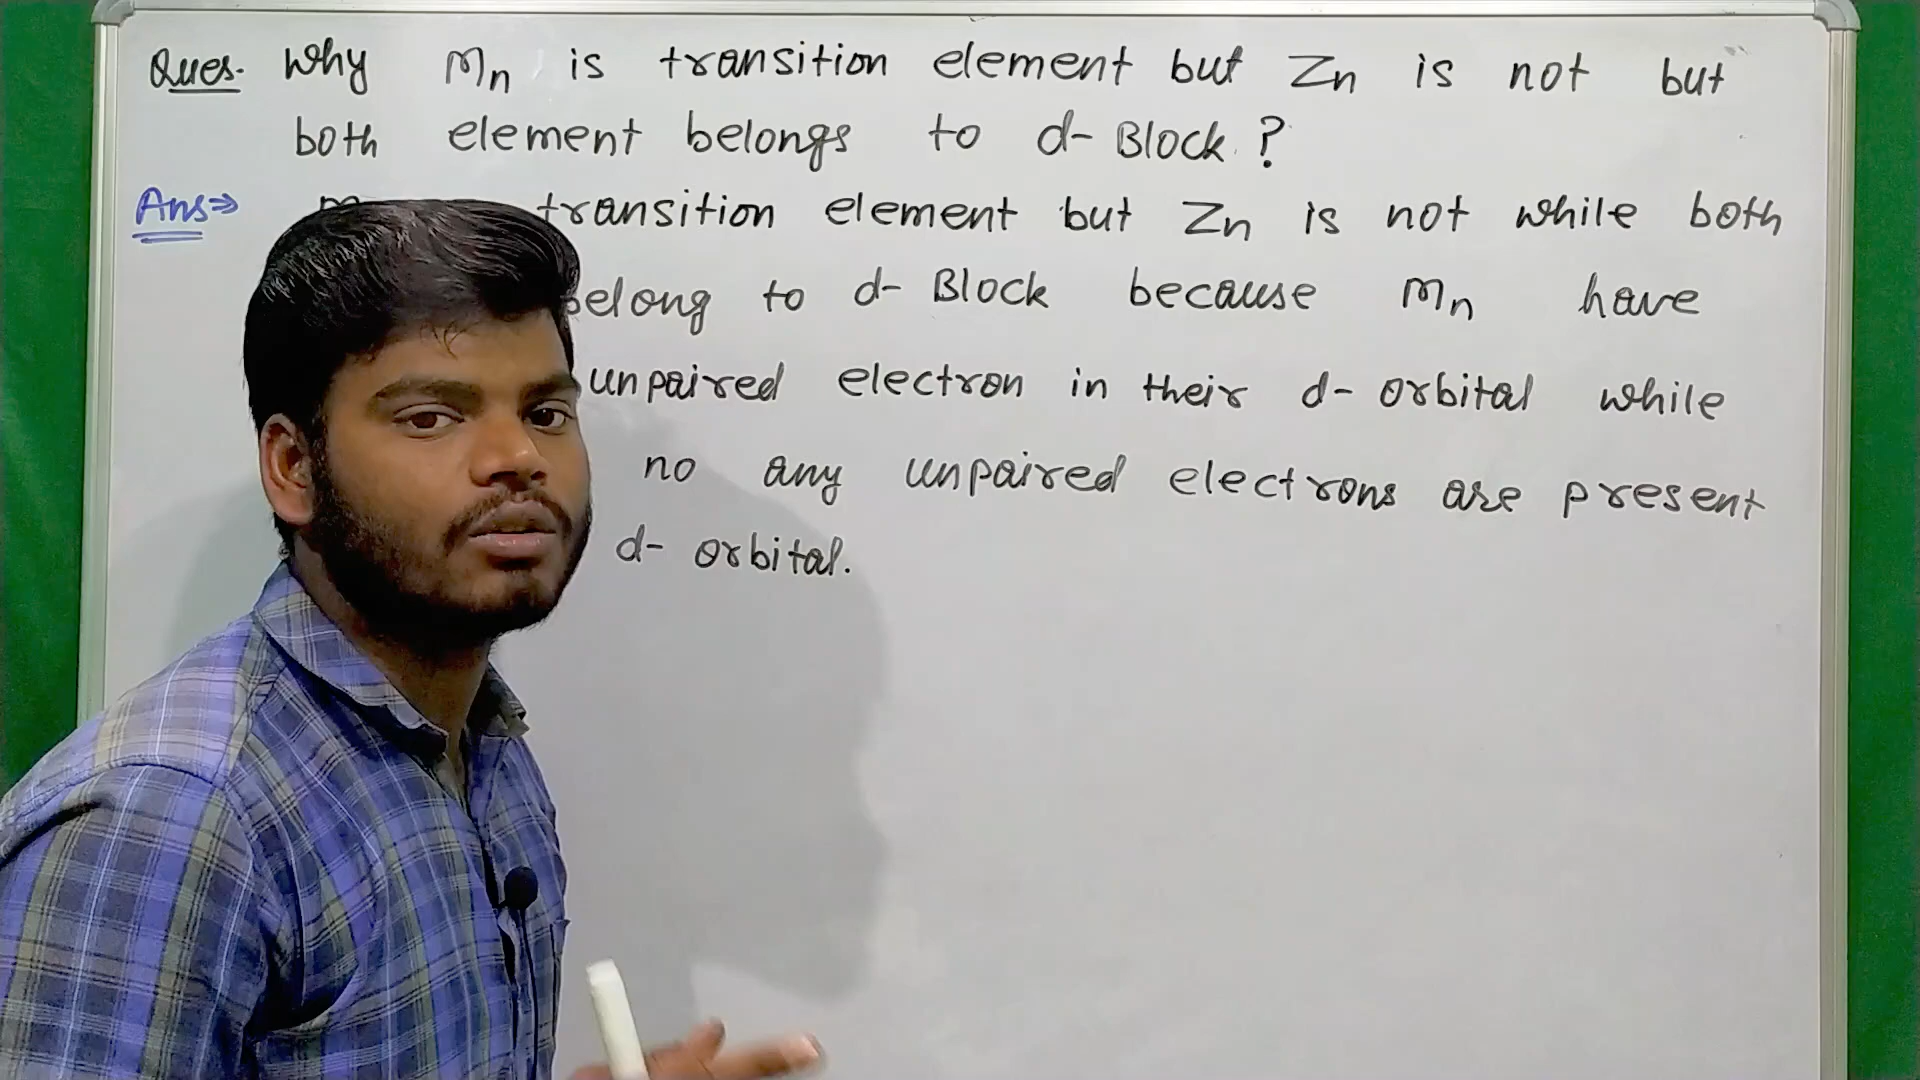 Ques. Why Mn is transition element but Zn is not but
both element belongs to d-Block ?
Ans⇒ transition element but Zn is not while both
belong to d-Block because Mn have
unpaired electron in their d-orbital while
no any unpaired electrons are present
d-orbital.